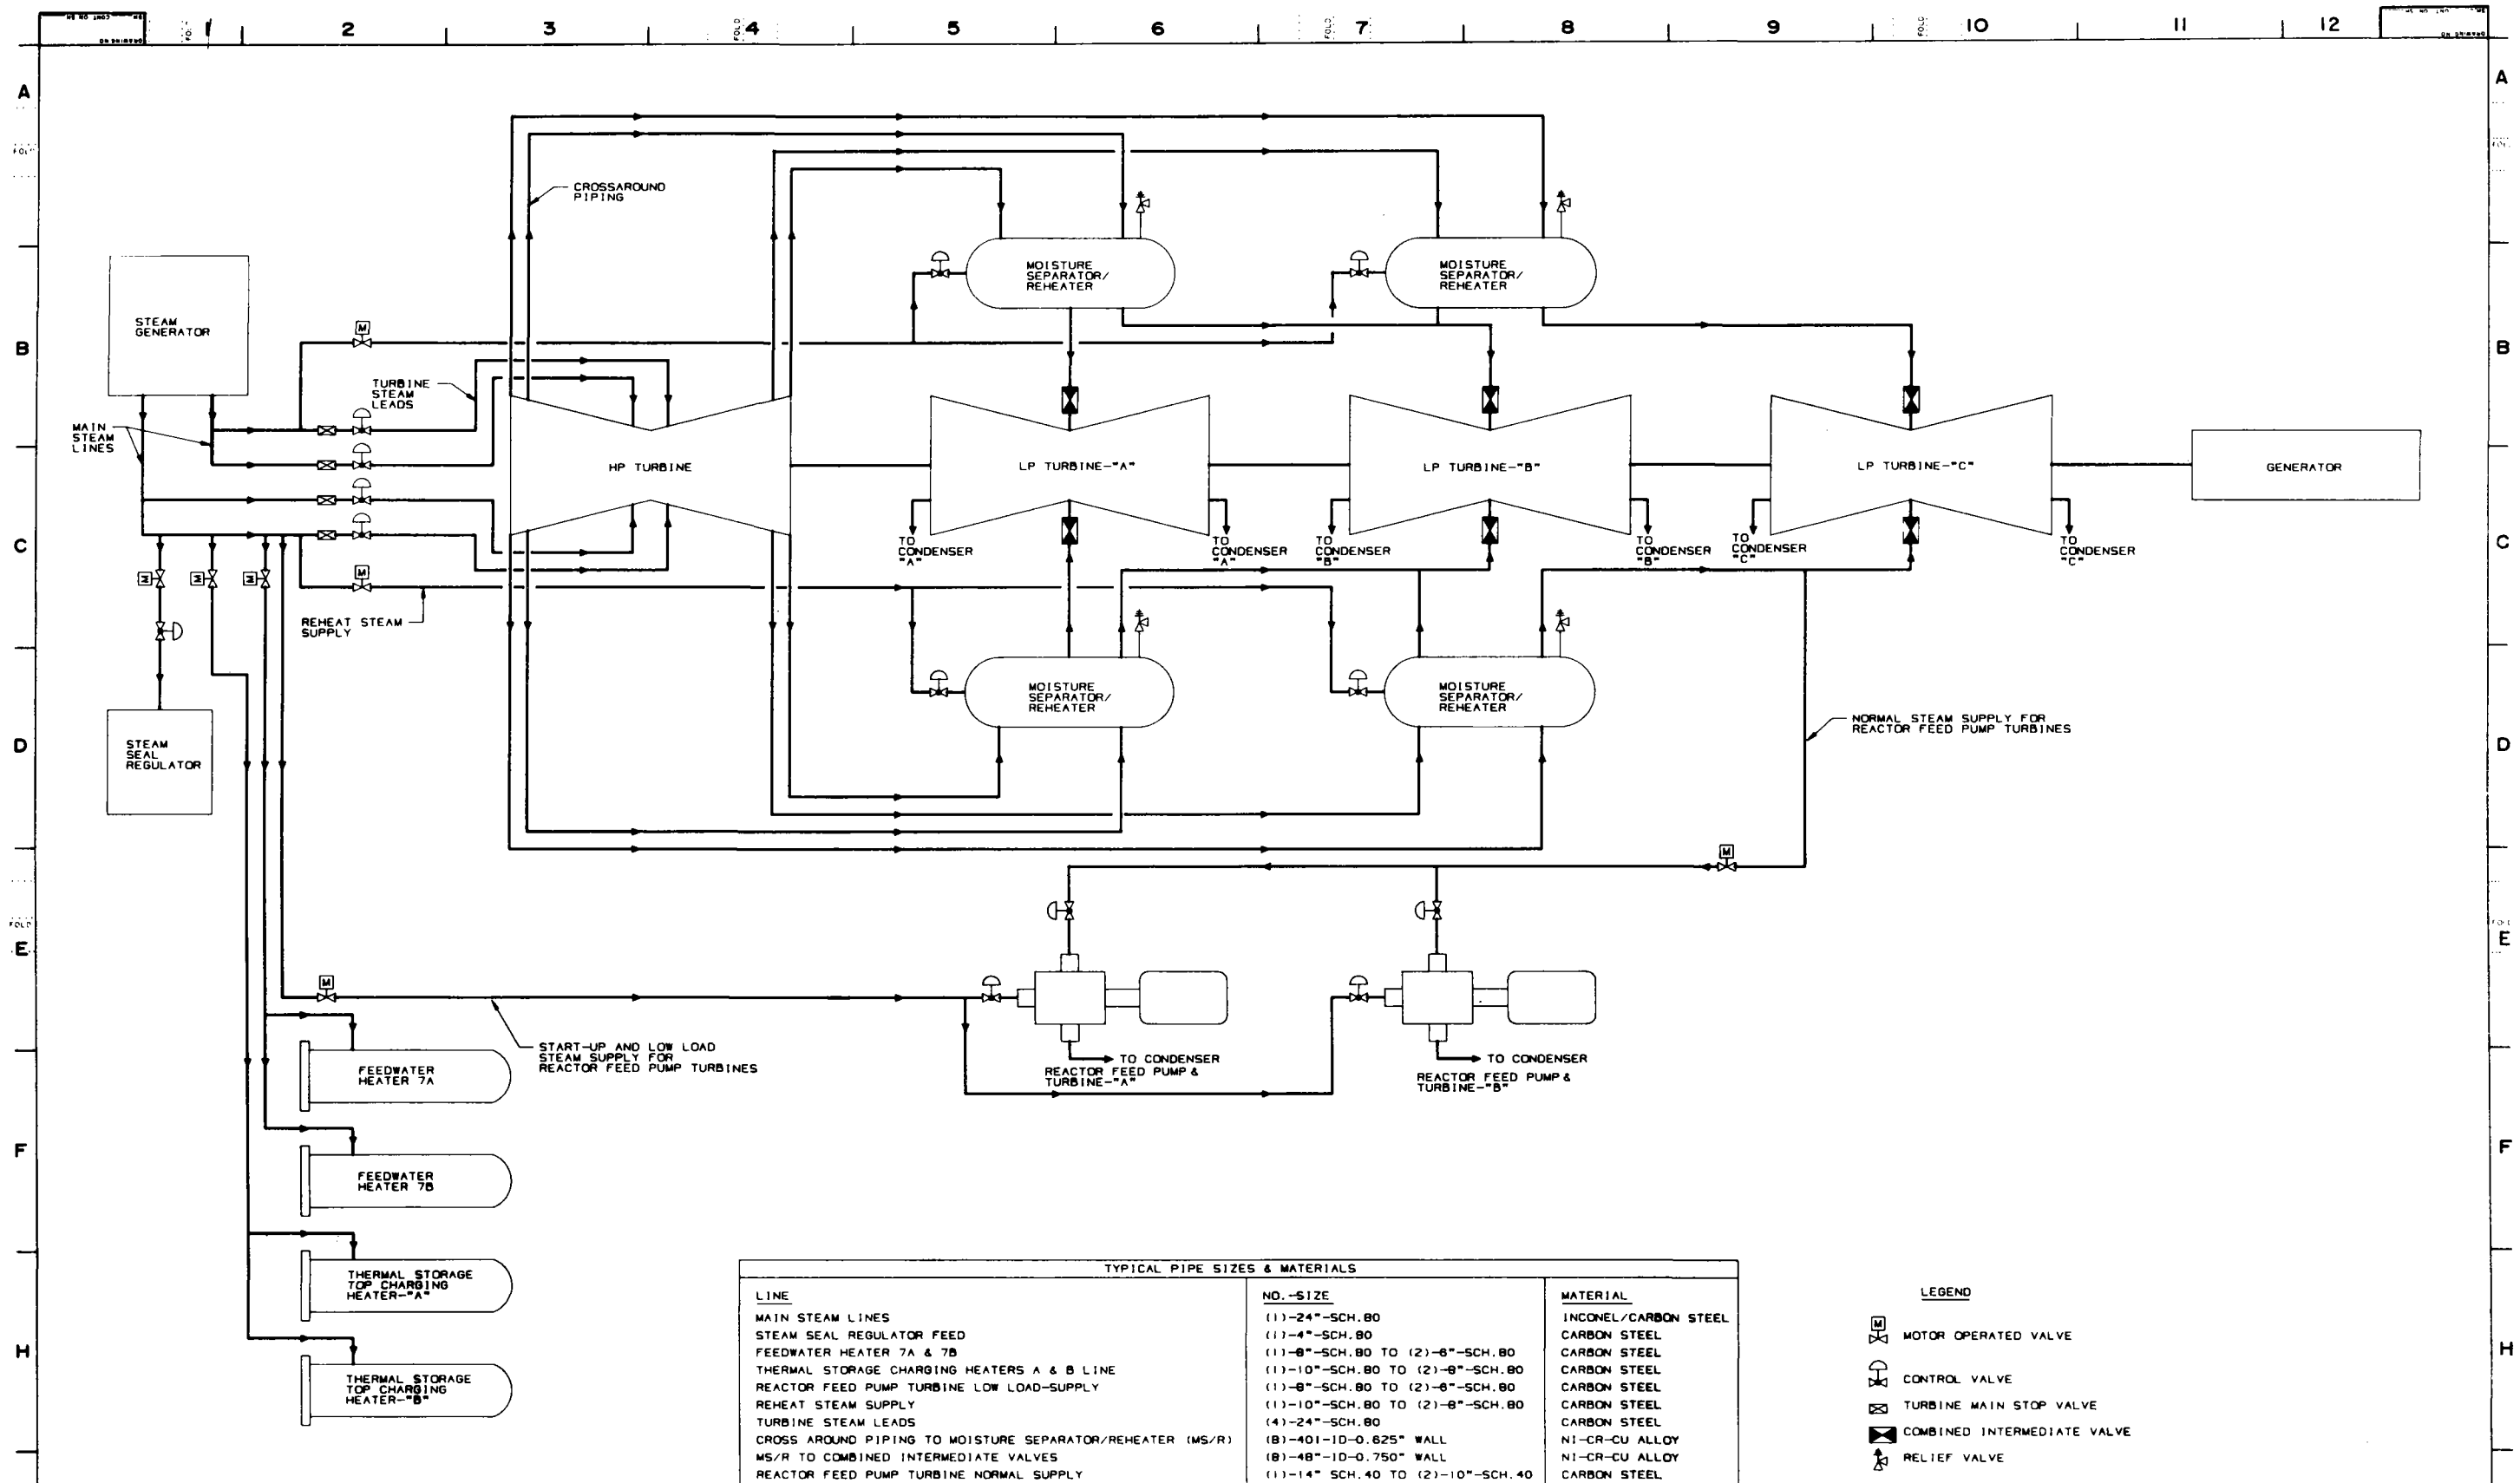 1 2 3 4 5 6 7 8 9 10 11 12
A A
CROSSAROUND
PIPING
MOISTURE
SEPARATOR/
REHEATER
MOISTURE
SEPARATOR/
REHEATER
STEAM
GENERATOR
M
B B
TURBINE
STEAM
LEADS
MAIN
STEAM
LINES
HP TURBINE
LP TURBINE-"A"
LP TURBINE-"B"
LP TURBINE-"C"
GENERATOR
C C
TO
CONDENSER
"A"
TO
CONDENSER
"A"
TO
CONDENSER
"B"
TO
CONDENSER
"B"
TO
CONDENSER
"C"
TO
CONDENSER
"C"
M M M M
REHEAT STEAM
SUPPLY
MOISTURE
SEPARATOR/
REHEATER
MOISTURE
SEPARATOR/
REHEATER
NORMAL STEAM SUPPLY FOR
REACTOR FEED PUMP TURBINES
STEAM
SEAL
REGULATOR
D D
M
FOLD
E E
M
START-UP AND LOW LOAD
STEAM SUPPLY FOR
REACTOR FEED PUMP TURBINES
TO CONDENSER
REACTOR FEED PUMP &
TURBINE-"A"
TO CONDENSER
REACTOR FEED PUMP &
TURBINE-"B"
FEEDWATER
HEATER 7A
F F
FEEDWATER
HEATER 7B
THERMAL STORAGE
TOP CHARGING
HEATER-"A"
THERMAL STORAGE
TOP CHARGING
HEATER-"B"
H H
TYPICAL PIPE SIZES & MATERIALS
LINE NO.-SIZE MATERIAL
MAIN STEAM LINES (1)-24"-SCH.80 INCONEL/CARBON STEEL
STEAM SEAL REGULATOR FEED (1)-4"-SCH.80 CARBON STEEL
FEEDWATER HEATER 7A & 7B (1)-8"-SCH.80 TO (2)-6"-SCH.80 CARBON STEEL
THERMAL STORAGE CHARGING HEATERS A & B LINE (1)-10"-SCH.80 TO (2)-8"-SCH.80 CARBON STEEL
REACTOR FEED PUMP TURBINE LOW LOAD-SUPPLY (1)-8"-SCH.80 TO (2)-6"-SCH.80 CARBON STEEL
REHEAT STEAM SUPPLY (1)-10"-SCH.80 TO (2)-8"-SCH.80 CARBON STEEL
TURBINE STEAM LEADS (4)-24"-SCH.80 CARBON STEEL
CROSS AROUND PIPING TO MOISTURE SEPARATOR/REHEATER (MS/R) (8)-40I-ID-0.625" WALL NI-CR-CU ALLOY
MS/R TO COMBINED INTERMEDIATE VALVES (8)-48"-ID-0.750" WALL NI-CR-CU ALLOY
REACTOR FEED PUMP TURBINE NORMAL SUPPLY (1)-14" SCH.40 TO (2)-10"-SCH.40 CARBON STEEL
LEGEND
M MOTOR OPERATED VALVE
CONTROL VALVE
TURBINE MAIN STOP VALVE
COMBINED INTERMEDIATE VALVE
RELIEF VALVE